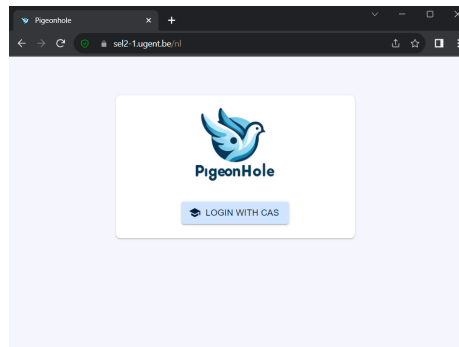 Pigeonhole
sel2-1.ugent.be/nl
PigeonHole
LOGIN WITH CAS